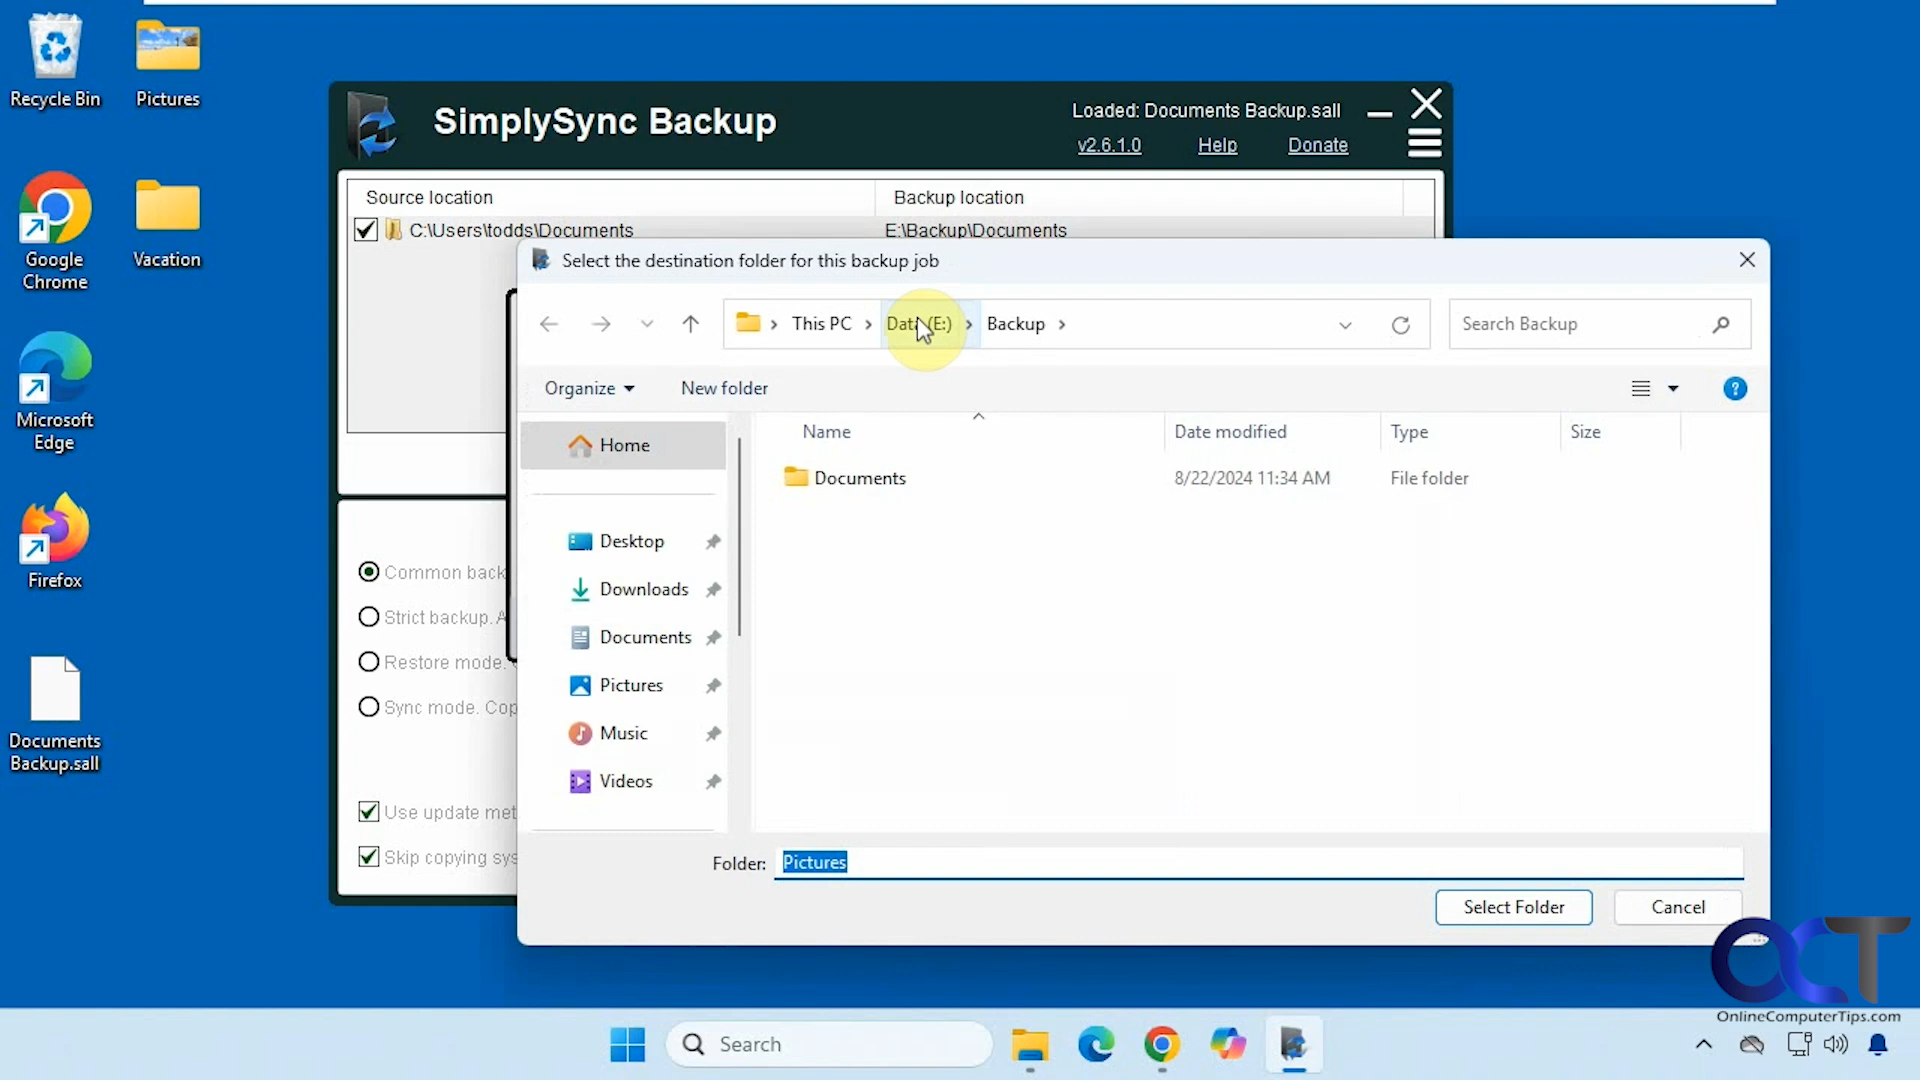 Recycle Bin
Pictures
Google
Chrome
Vacation
Microsoft
Edge
Firefox
Documents
Backup.sall
SimplySync Backup
Loaded: Documents Backup.sall
v2.6.1.0
Help
Donate
Source location
Backup location
C:\Users\todds\Documents
E:\Backup\Documents
Common back
Strict backup. A
Restore mode.
Sync mode. Cop
Use update met
Skip copying sys
Select the destination folder for this backup job
This PC
Data (E:)
Backup
Search Backup
Organize
New folder
Home
Desktop
Downloads
Documents
Pictures
Music
Videos
Name
Date modified
Type
Size
Documents
8/22/2024 11:34 AM
File folder
Folder:
Pictures
Select Folder
Cancel
OCT
OnlineComputerTips.com
Search